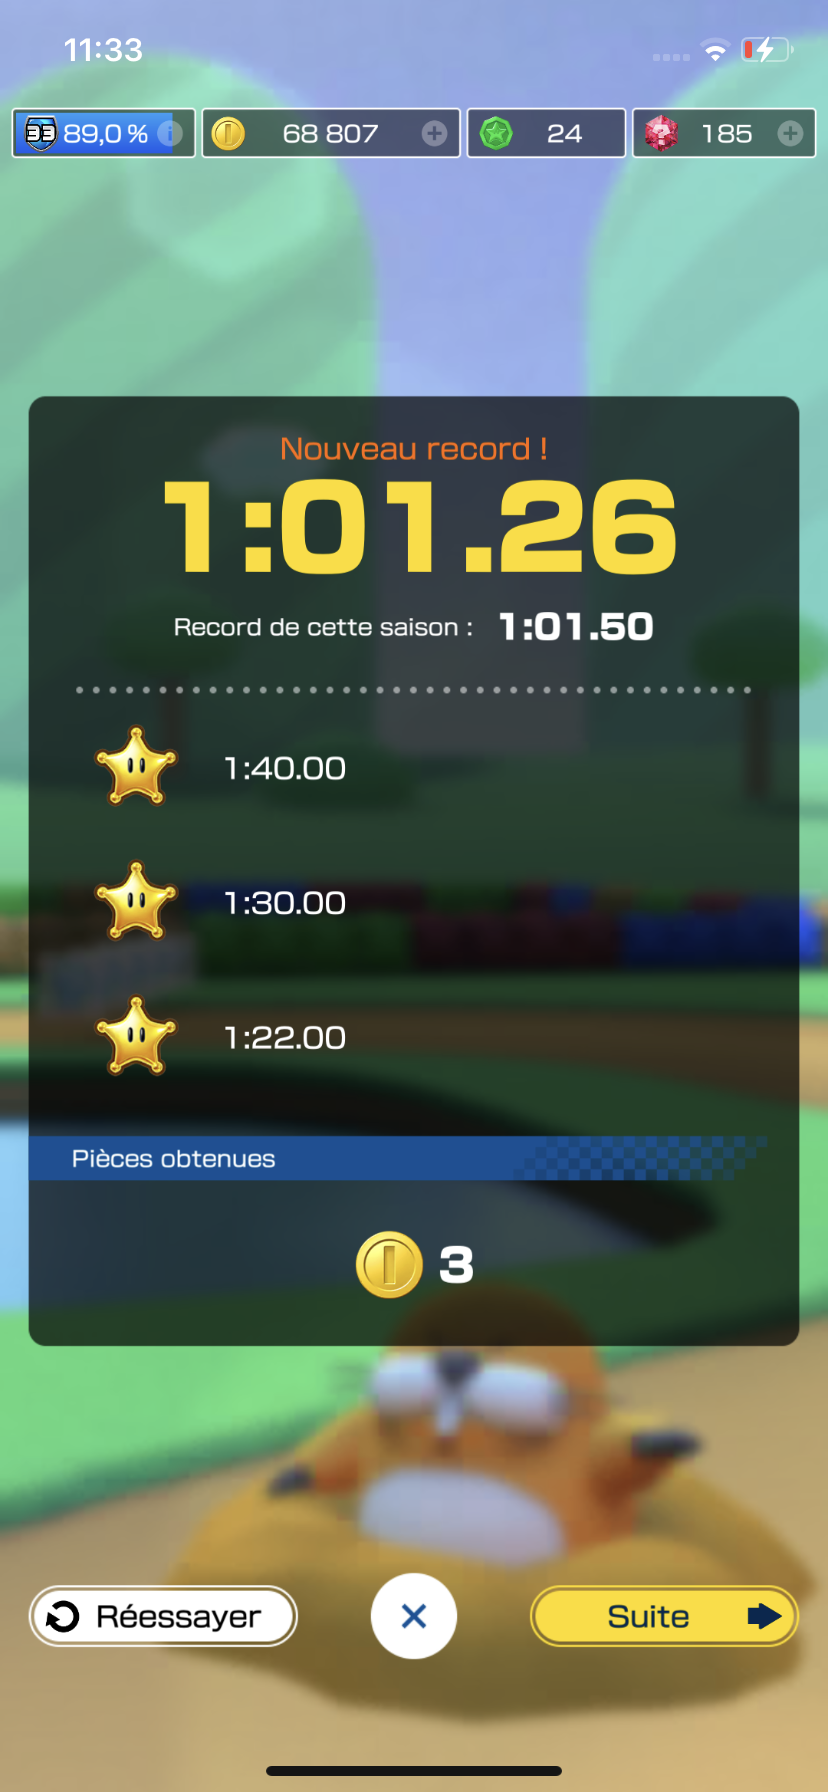 11:33
33 89,0 % i 68 807 + 24 185 +
Nouveau record !
1:01.26
Record de cette saison : 1:01.50
1:40.00
1:30.00
1:22.00
Pièces obtenues
3
Réessayer
Suite